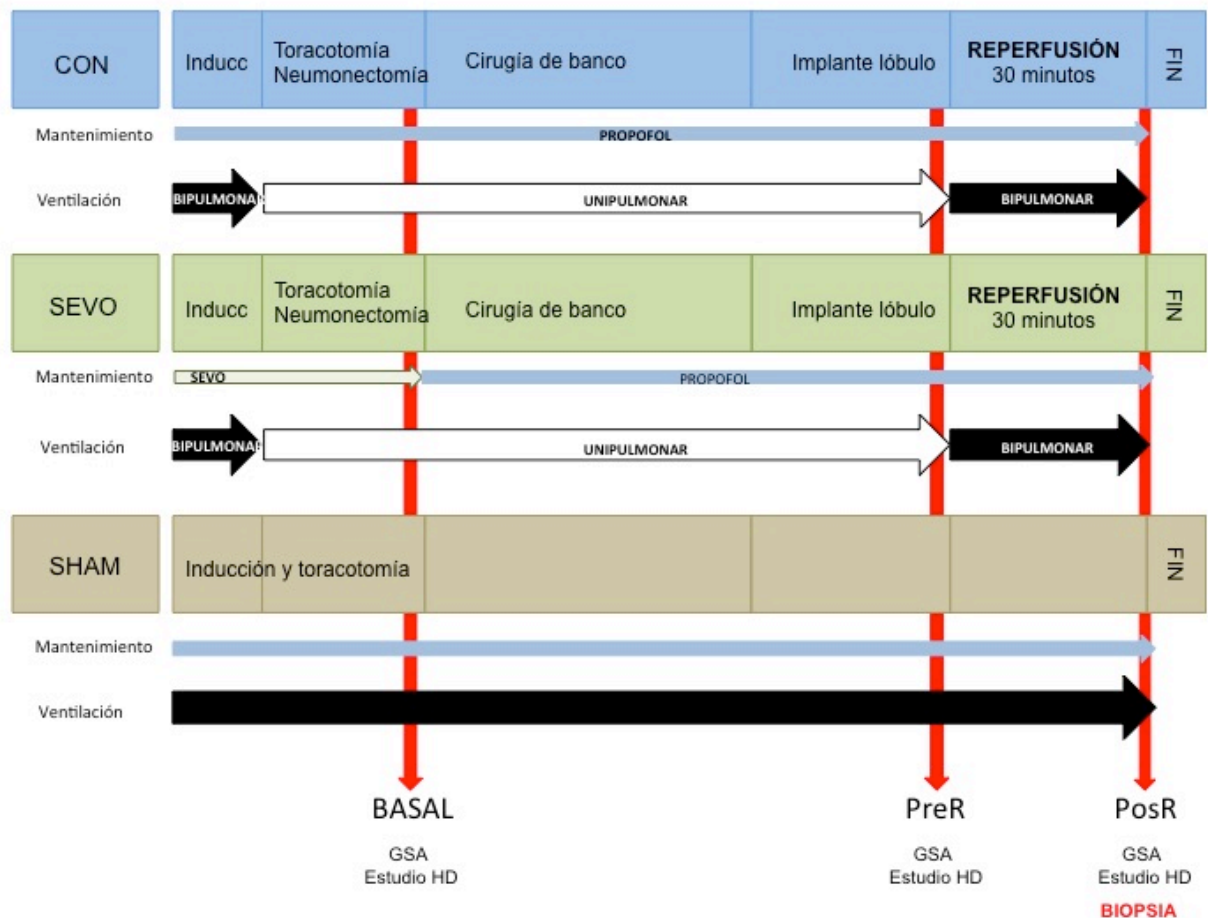 CON
Inducc
Toracotomía
Neumonectomía
Cirugía de banco
Implante lóbulo
REPERFUSIÓN
30 minutos
FIN
Mantenimiento
PROPOFOL
Ventilación
BIPULMONAR
UNIPULMONAR
BIPULMONAR
SEVO
Inducc
Toracotomía
Neumonectomía
Cirugía de banco
Implante lóbulo
REPERFUSIÓN
30 minutos
FIN
Mantenimiento
SEVO
PROPOFOL
Ventilación
BIPULMONAR
UNIPULMONAR
BIPULMONAR
SHAM
Inducción y toracotomía
FIN
Mantenimiento
Ventilación
BASAL
PreR
PosR
GSA
Estudio HD
GSA
Estudio HD
GSA
Estudio HD
BIOPSIA